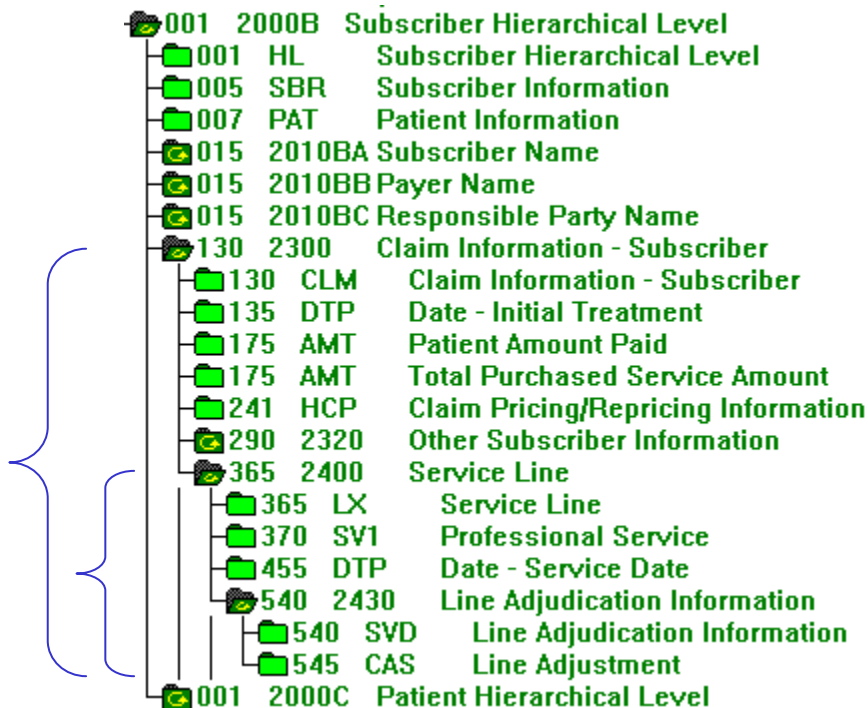 001 2000B Subscriber Hierarchical Level
001 HL Subscriber Hierarchical Level
005 SBR Subscriber Information
007 PAT Patient Information
015 2010BA Subscriber Name
015 2010BB Payer Name
015 2010BC Responsible Party Name
130 2300 Claim Information - Subscriber
130 CLM Claim Information - Subscriber
135 DTP Date - Initial Treatment
175 AMT Patient Amount Paid
175 AMT Total Purchased Service Amount
241 HCP Claim Pricing/Repricing Information
290 2320 Other Subscriber Information
365 2400 Service Line
365 LX Service Line
370 SV1 Professional Service
455 DTP Date - Service Date
540 2430 Line Adjudication Information
540 SVD Line Adjudication Information
545 CAS Line Adjustment
001 2000C Patient Hierarchical Level